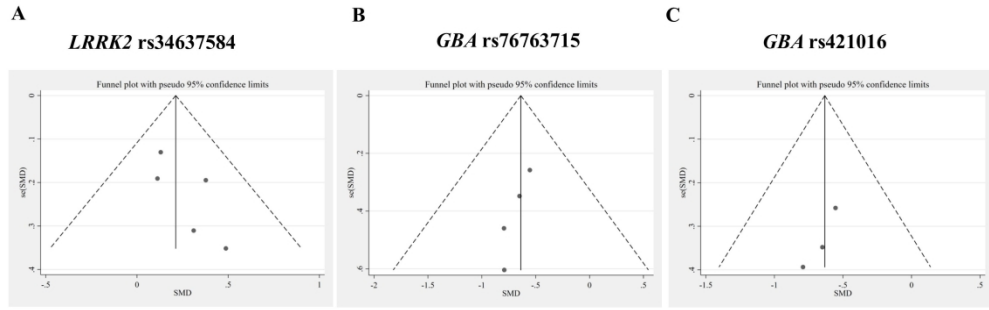 A
LRRK2 rs34637584
Funnel plot with pseudo 95% confidence limits
se(SMD)
0
.1
.2
.3
.4
-.5
0
.5
1
SMD
B
GBA rs76763715
Funnel plot with pseudo 95% confidence limits
se(SMD)
0
.2
.4
.6
-2
-1.5
-1
-.5
0
.5
SMD
C
GBA rs421016
Funnel plot with pseudo 95% confidence limits
se(SMD)
0
.1
.2
.3
.4
-1.5
-1
-.5
0
.5
SMD